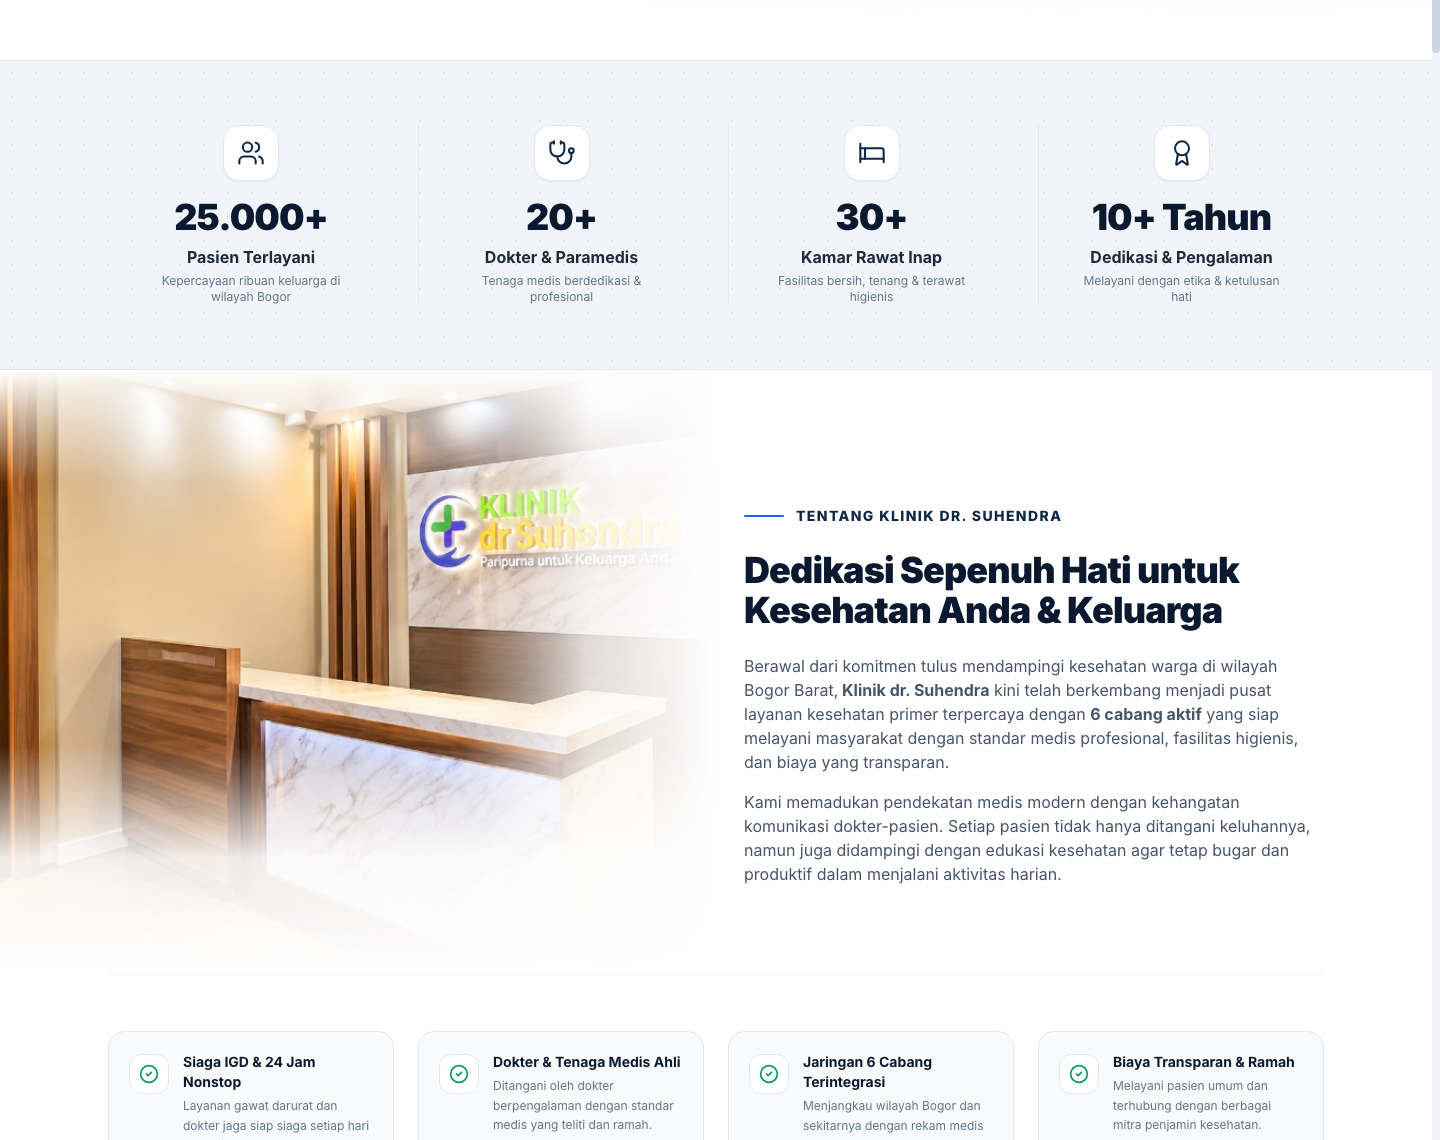 25.000+
Pasien Terlayani
Kepercayaan ribuan keluarga di
wilayah Bogor
20+
Dokter & Paramedis
Tenaga medis berdedikasi &
profesional
30+
Kamar Rawat Inap
Fasilitas bersih, tenang & terawat
higienis
10+ Tahun
Dedikasi & Pengalaman
Melayani dengan etika & ketulusan
hati
KLINIK
dr Suhendra
Paripurna untuk Keluarga Anda
TENTANG KLINIK DR. SUHENDRA
Dedikasi Sepenuh Hati untuk
Kesehatan Anda & Keluarga
Berawal dari komitmen tulus mendampingi kesehatan warga di wilayah
Bogor Barat, Klinik dr. Suhendra kini telah berkembang menjadi pusat
layanan kesehatan primer terpercaya dengan 6 cabang aktif yang siap
melayani masyarakat dengan standar medis profesional, fasilitas higienis,
dan biaya yang transparan.
Kami memadukan pendekatan medis modern dengan kehangatan
komunikasi dokter-pasien. Setiap pasien tidak hanya ditangani keluhannya,
namun juga didampingi dengan edukasi kesehatan agar tetap bugar dan
produktif dalam menjalani aktivitas harian.
Siaga IGD & 24 Jam
Nonstop
Layanan gawat darurat dan
dokter jaga siap siaga setiap hari
Dokter & Tenaga Medis Ahli
Ditangani oleh dokter
berpengalaman dengan standar
medis yang teliti dan ramah.
Jaringan 6 Cabang
Terintegrasi
Menjangkau wilayah Bogor dan
sekitarnya dengan rekam medis
Biaya Transparan & Ramah
Melayani pasien umum dan
terhubung dengan berbagai
mitra penjamin kesehatan.